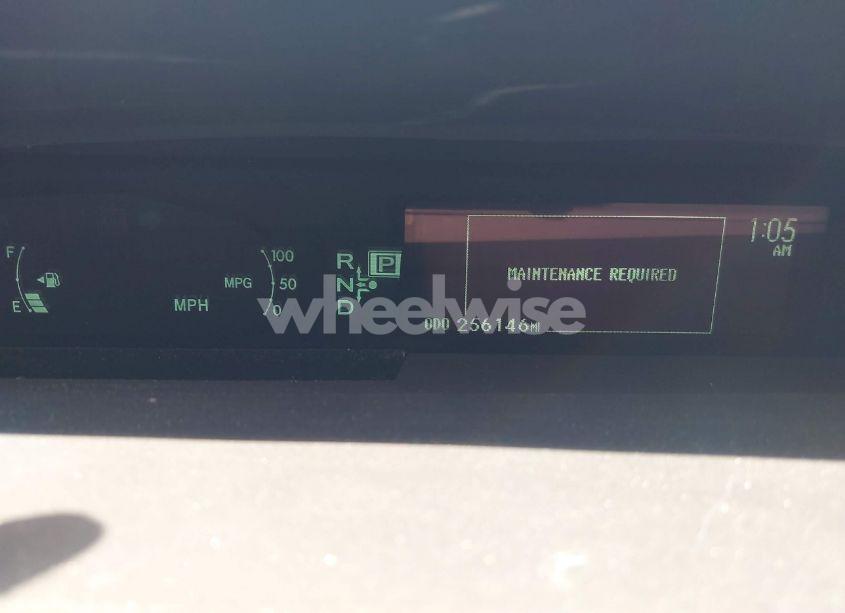 1:05
AM
F
100
R P
MAINTENANCE REQUIRED
MPG 50
N
E
MPH
D
0
wheelwise
ODO 256146MI